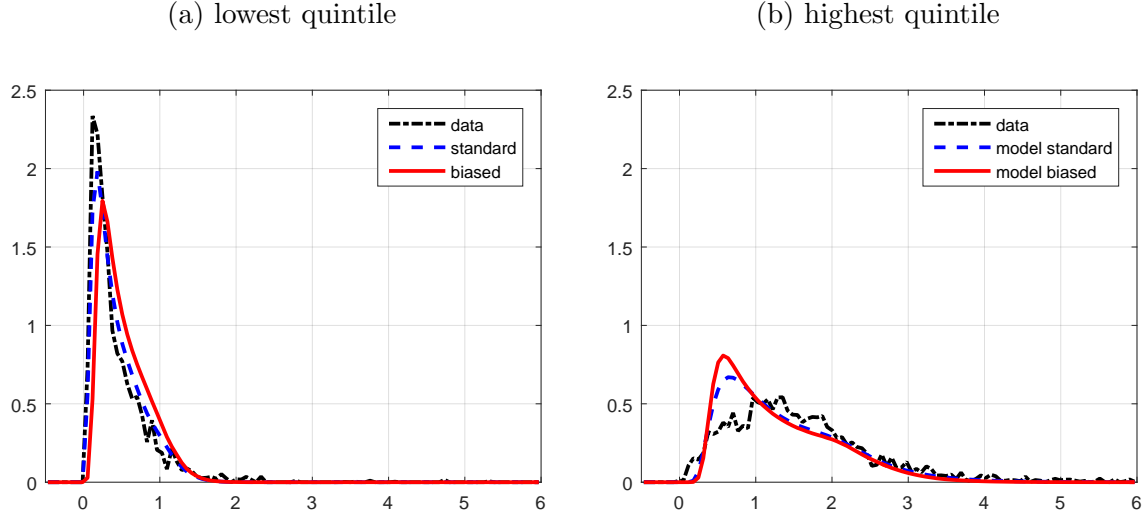 (a) lowest quintile
(b) highest quintile
2.5
2
1.5
1
0.5
0
0 1 2 3 4 5 6
data
standard
biased
2.5
2
1.5
1
0.5
0
0 1 2 3 4 5 6
data
model standard
model biased